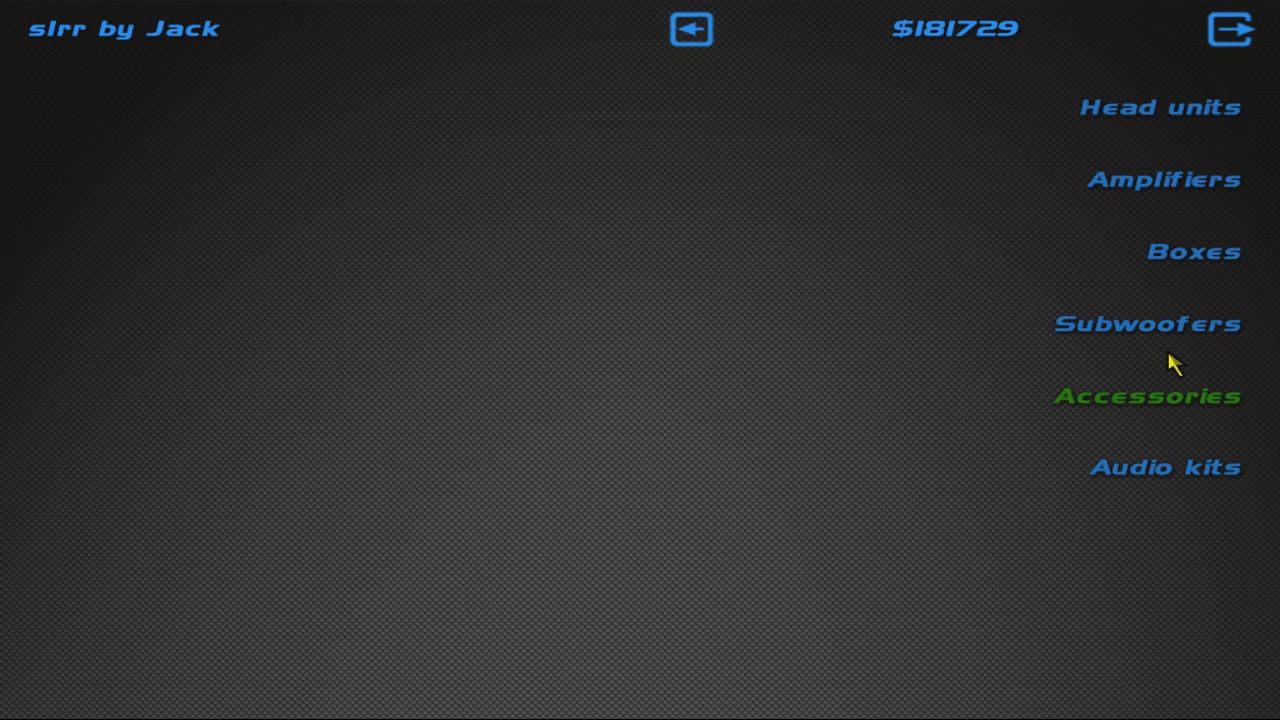 slrr by Jack
$181729
Head units
Amplifiers
Boxes
Subwoofers
Accessories
Audio kits